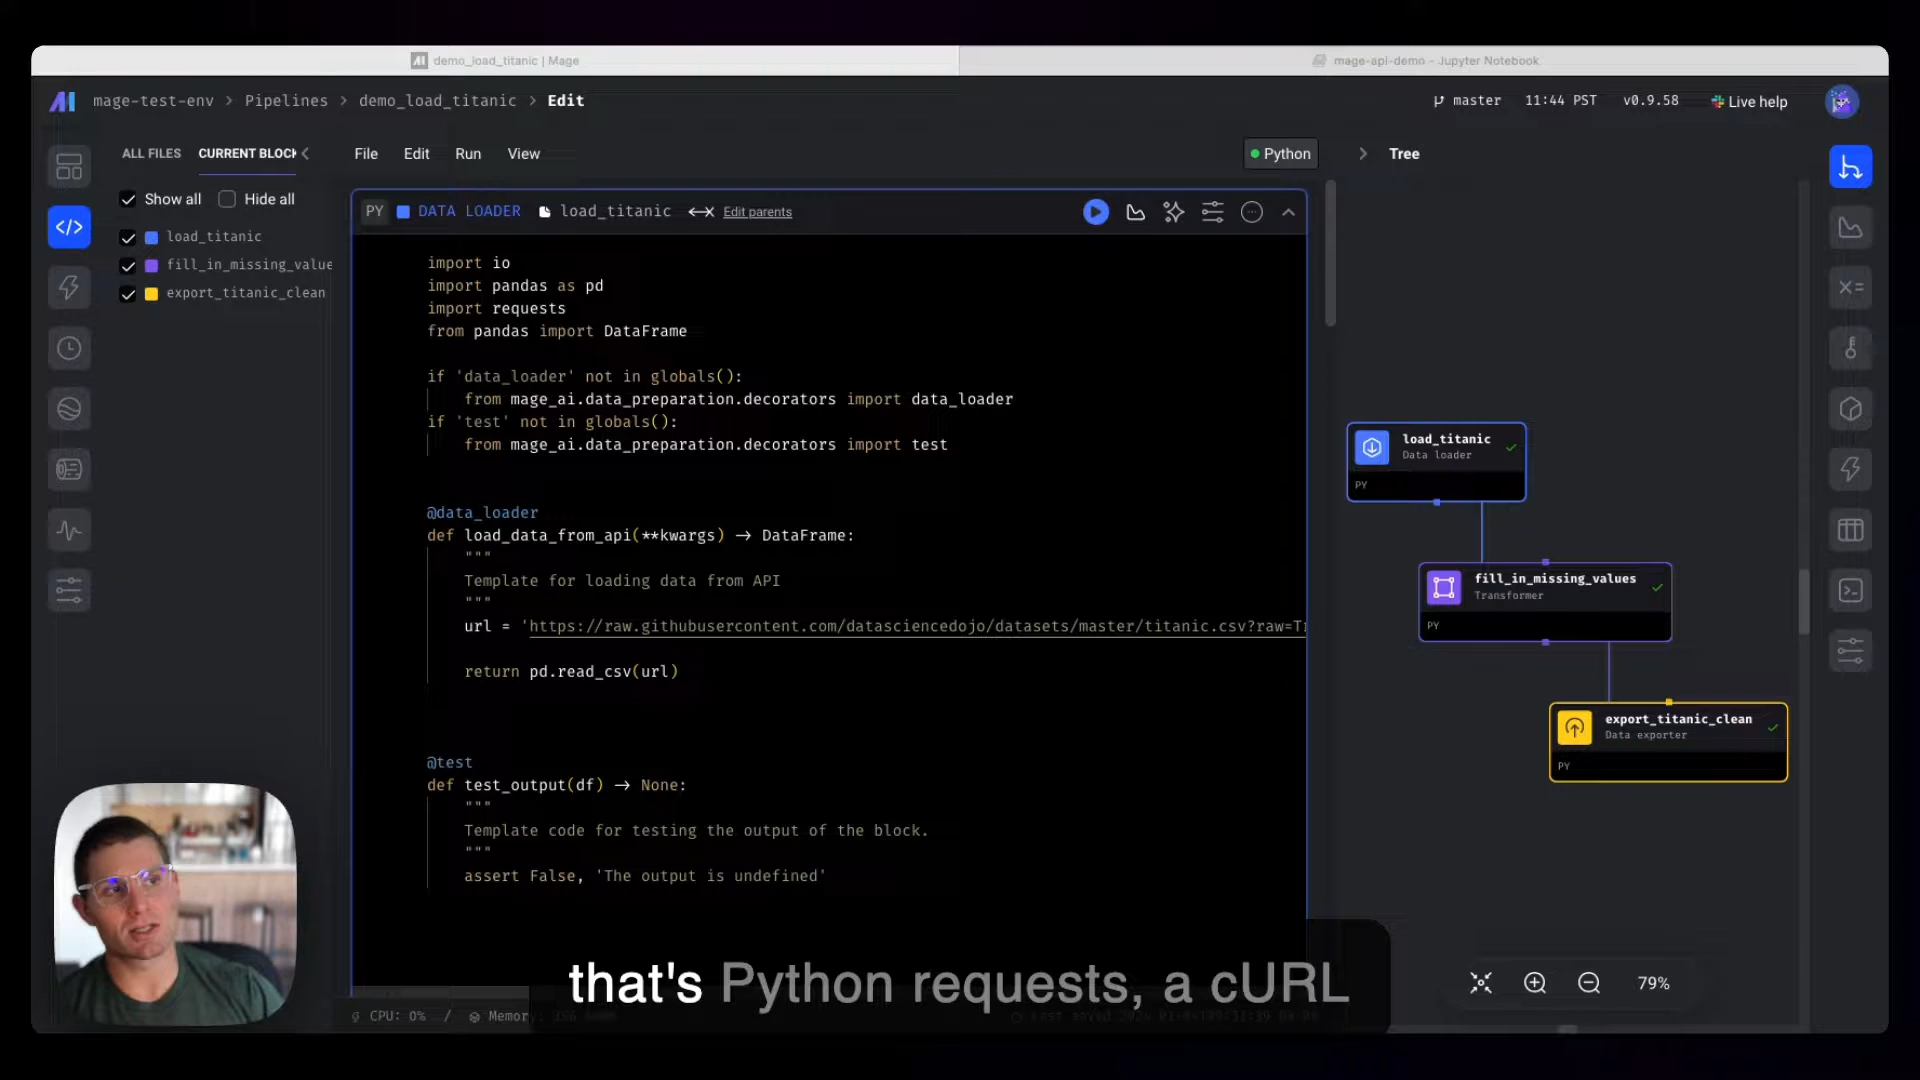 demo_load_titanic | Mage
mage-api-demo – Jupyter Notebook
mage-test-env > Pipelines > demo_load_titanic > Edit
master 11:44 PST v0.9.58 Live help
ALL FILES CURRENT BLOCK
File Edit Run View
Python
Tree
Show all Hide all
load_titanic
fill_in_missing_value
export_titanic_clean
PY DATA LOADER load_titanic Edit parents
import io
import pandas as pd
import requests
from pandas import DataFrame
if 'data_loader' not in globals():
from mage_ai.data_preparation.decorators import data_loader
if 'test' not in globals():
from mage_ai.data_preparation.decorators import test
@data_loader
def load_data_from_api(**kwargs) -> DataFrame:
"""
Template for loading data from API
"""
url = 'https://raw.githubusercontent.com/datasciencedojo/datasets/master/titanic.csv?raw=Tr
return pd.read_csv(url)
@test
def test_output(df) -> None:
"""
Template code for testing the output of the block.
"""
assert False, 'The output is undefined'
load_titanic
Data loader
PY
fill_in_missing_values
Transformer
PY
export_titanic_clean
Data exporter
PY
79%
that's Python requests, a cURL
CPU: 0% / Memory: